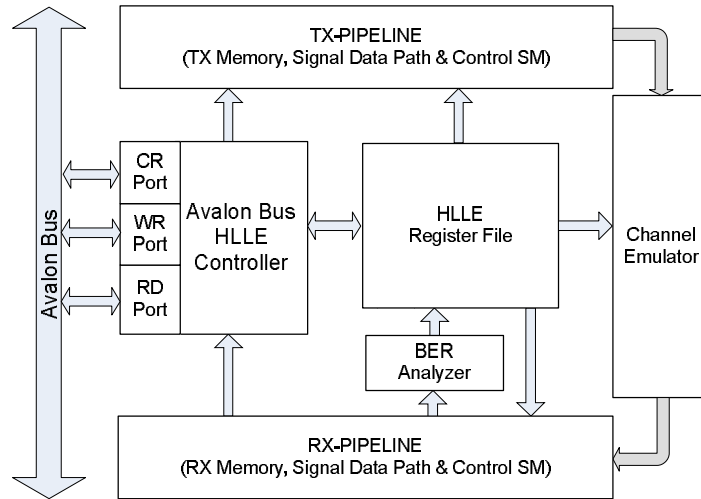 TX-PIPELINE
(TX Memory, Signal Data Path & Control SM)
Avalon Bus
CR
Port
WR
Port
RD
Port
Avalon Bus
HLLE
Controller
HLLE
Register File
Channel
Emulator
BER
Analyzer
RX-PIPELINE
(RX Memory, Signal Data Path & Control SM)